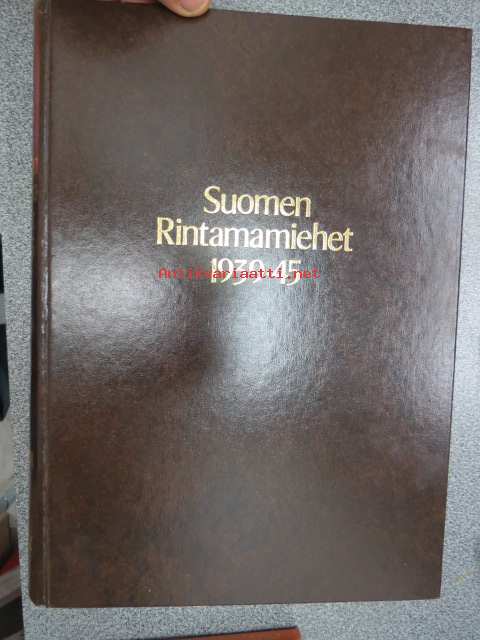 Suomen
Rintamamiehet
1939-45
Antikvariaatti.net